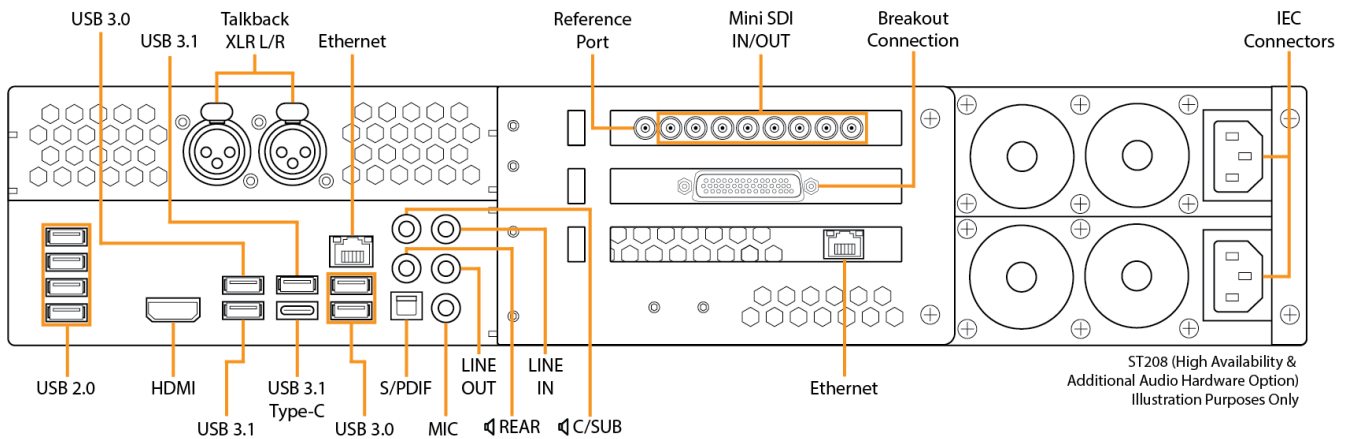 USB 3.0
Talkback
XLR L/R
USB 3.1
Ethernet
Reference
Port
Mini SDI
IN/OUT
Breakout
Connection
IEC
Connectors
USB 2.0
HDMI
USB 3.1
USB 3.1
Type-C
USB 3.0
S/PDIF
MIC
LINE
OUT
REAR
LINE
IN
C/SUB
Ethernet
ST208 (High Availability &
Additional Audio Hardware Option)
Illustration Purposes Only